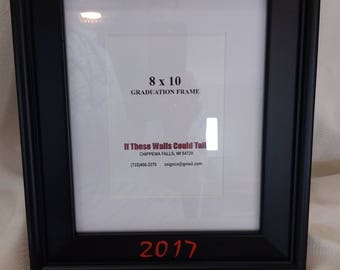 8 x 10
GRADUATION FRAME
If These Walls Could Talk
CHIPPEWA FALLS, WI 54729
2017